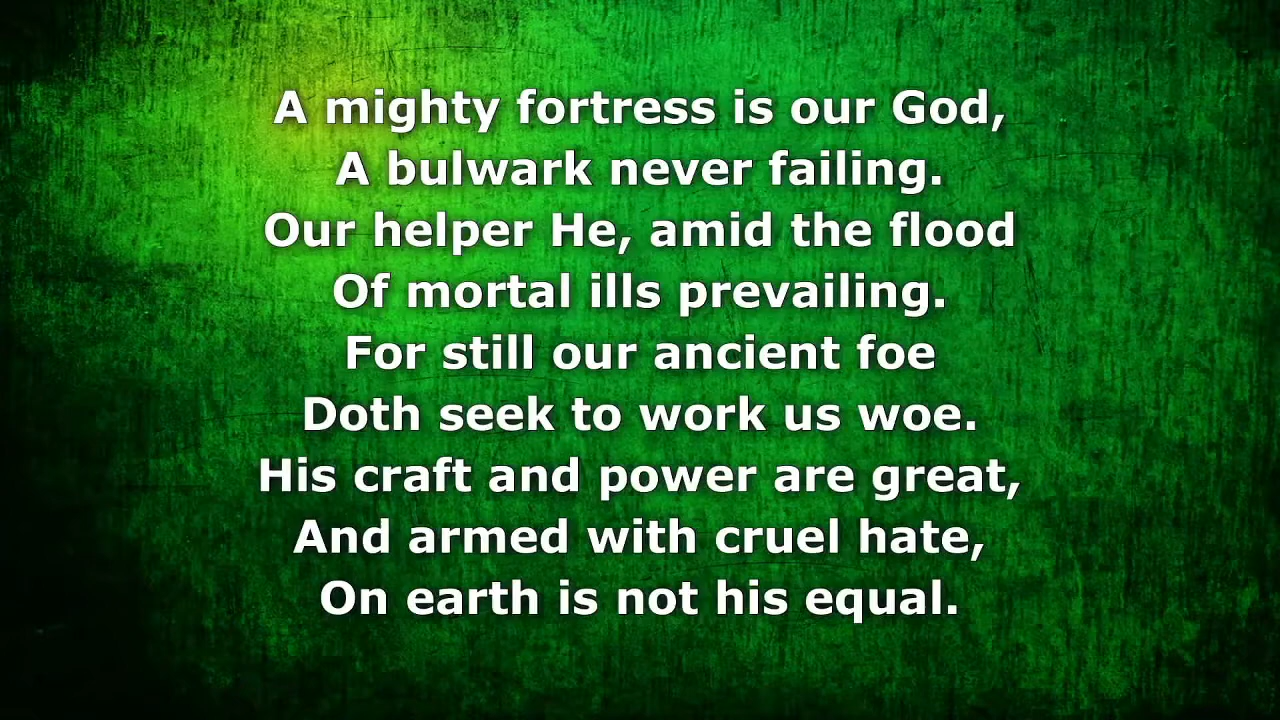 A mighty fortress is our God,
A bulwark never failing.
Our helper He, amid the flood
Of mortal ills prevailing.
For still our ancient foe
Doth seek to work us woe.
His craft and power are great,
And armed with cruel hate,
On earth is not his equal.